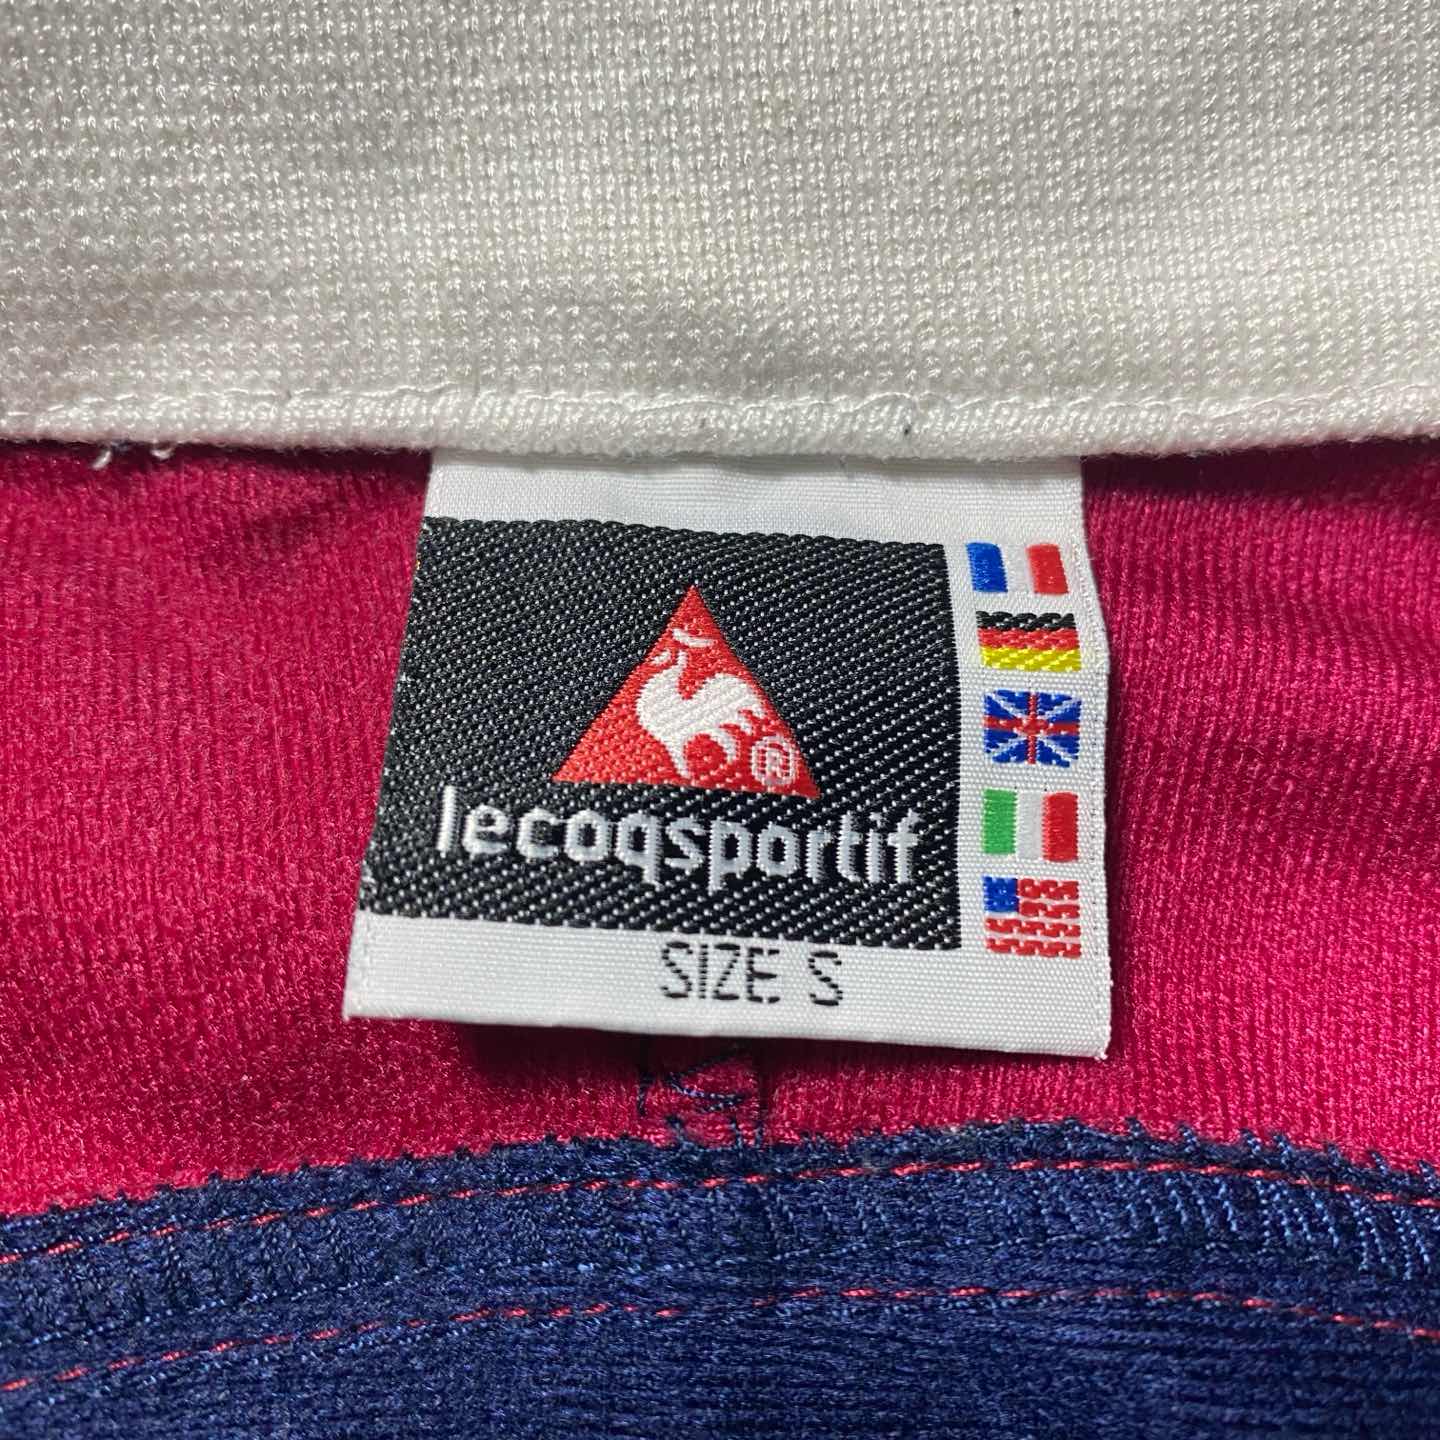 ®
lecoqsportif
SIZE S